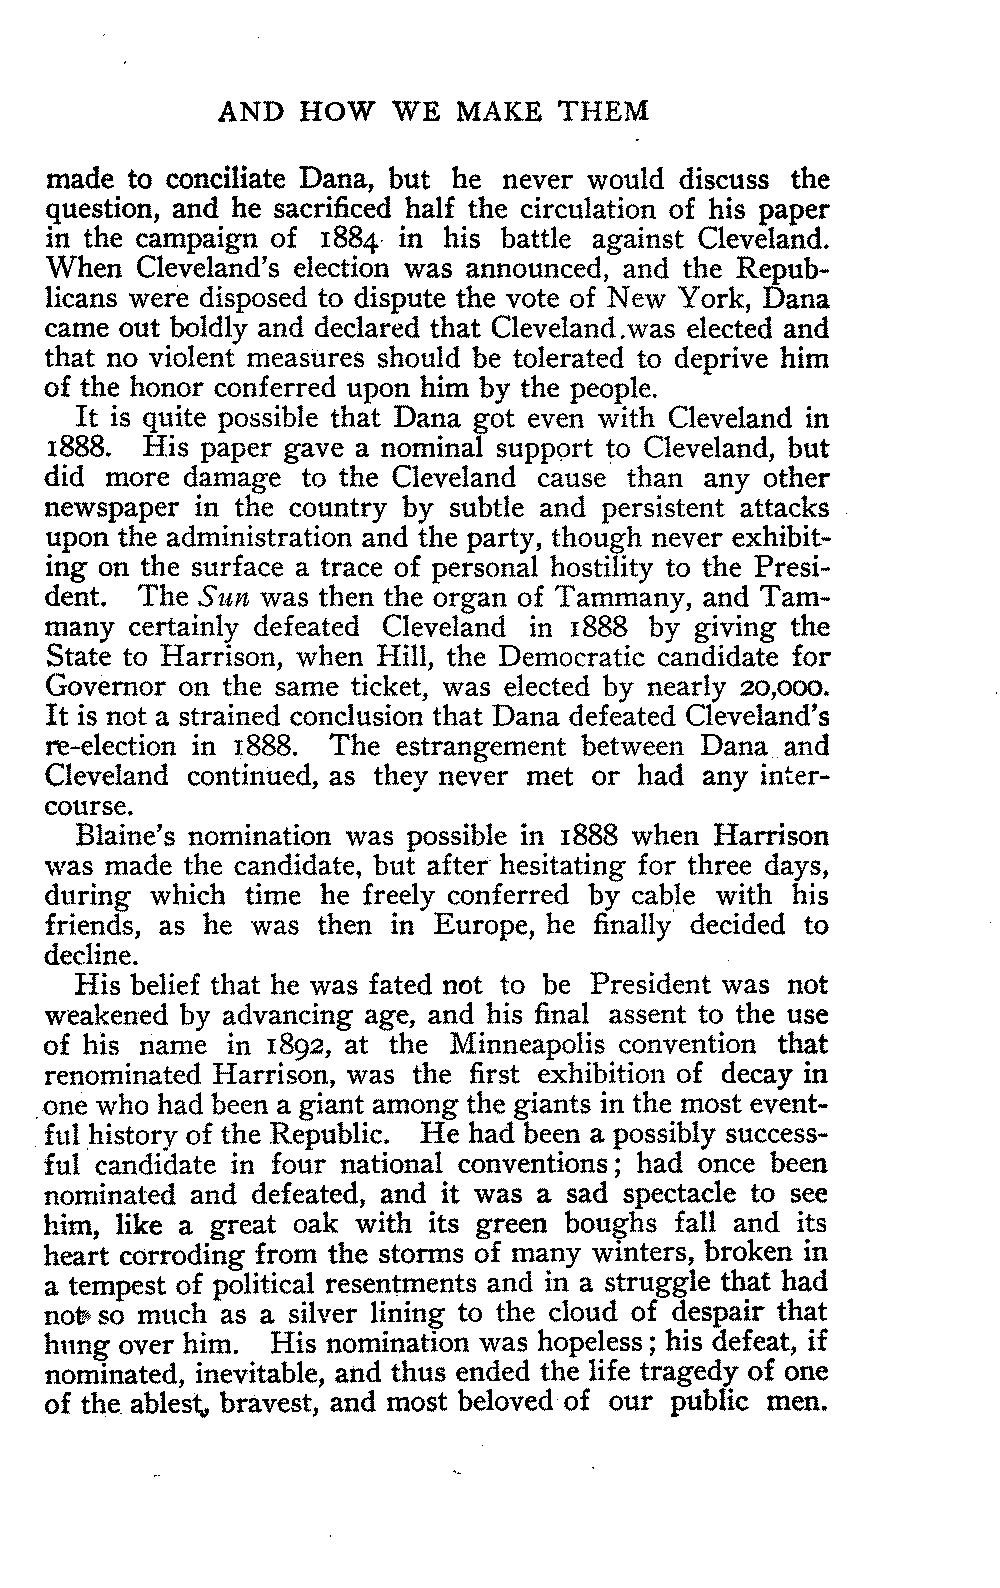 AND HOW WE MAKE THEM
made to conciliate Dana, but he never would discuss the
question, and he sacrificed half the circulation of his paper
in the campaign of 1884 in his battle against Cleveland.
When Cleveland's election was announced, and the Repub-
licans were disposed to dispute the vote of New York, Dana
came out boldly and declared that Cleveland was elected and
that no violent measures should be tolerated to deprive him
of the honor conferred upon him by the people.
It is quite possible that Dana got even with Cleveland in
1888. His paper gave a nominal support to Cleveland, but
did more damage to the Cleveland cause than any other
newspaper in the country by subtle and persistent attacks
upon the administration and the party, though never exhibit-
ing on the surface a trace of personal hostility to the Presi-
dent. The Sun was then the organ of Tammany, and Tam-
many certainly defeated Cleveland in 1888 by giving the
State to Harrison, when Hill, the Democratic candidate for
Governor on the same ticket, was elected by nearly 20,000.
It is not a strained conclusion that Dana defeated Cleveland's
re-election in 1888. The estrangement between Dana and
Cleveland continued, as they never met or had any inter-
course.
Blaine's nomination was possible in 1888 when Harrison
was made the candidate, but after hesitating for three days,
during which time he freely conferred by cable with his
friends, as he was then in Europe, he finally decided to
decline.
His belief that he was fated not to be President was not
weakened by advancing age, and his final assent to the use
of his name in 1892, at the Minneapolis convention that
renominated Harrison, was the first exhibition of decay in
one who had been a giant among the giants in the most event-
ful history of the Republic. He had been a possibly success-
ful candidate in four national conventions; had once been
nominated and defeated, and it was a sad spectacle to see
him, like a great oak with its green boughs fall and its
heart corroding from the storms of many winters, broken in
a tempest of political resentments and in a struggle that had
not so much as a silver lining to the cloud of despair that
hung over him. His nomination was hopeless; his defeat, if
nominated, inevitable, and thus ended the life tragedy of one
of the ablest, bravest, and most beloved of our public men.